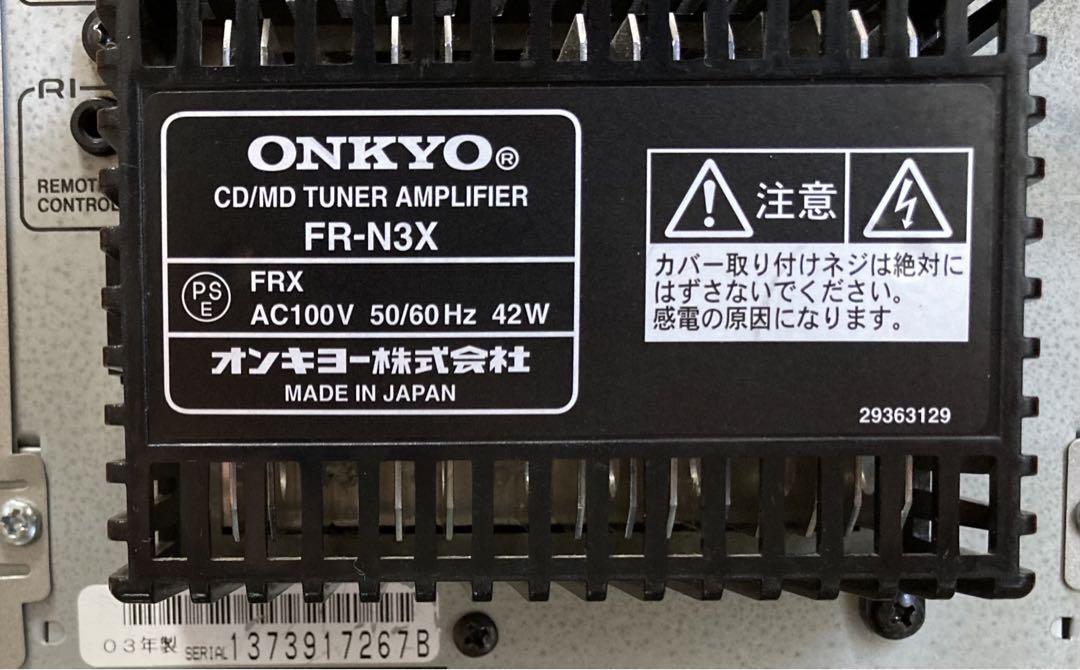 RI
REMOTE
CONTROL
ONKYO®
CD/MD TUNER AMPLIFIER
FR-N3X
PS
E
FRX
AC100V 50/60Hz 42W
オンキヨー株式会社
MADE IN JAPAN
注意
カバー取り付けネジは絶対に
はずさないでください。
感電の原因になります。
29363129
03年製 SERIAL 1373917267B